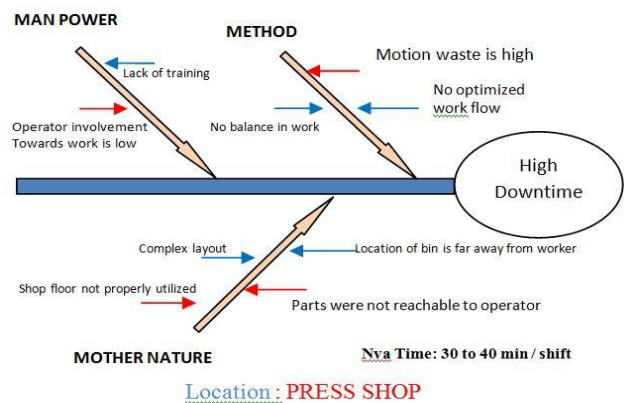 MAN POWER
METHOD
Lack of training
Motion waste is high
Operator involvement
Towards work is low
No balance in work
No optimized
work flow
High
Downtime
Complex layout
Location of bin is far away from worker
Shop floor not properly utilized
Parts were not reachable to operator
MOTHER NATURE
Nva Time: 30 to 40 min / shift
Location : PRESS SHOP